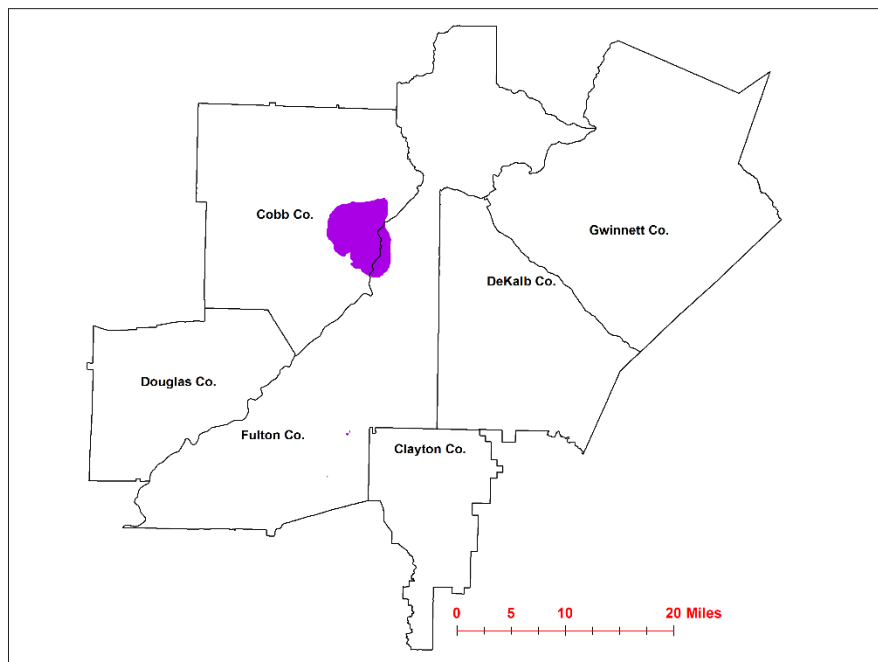 Cobb Co.
Gwinnett Co.
DeKalb Co.
Douglas Co.
Fulton Co.
Clayton Co.
0 5 10 20 Miles